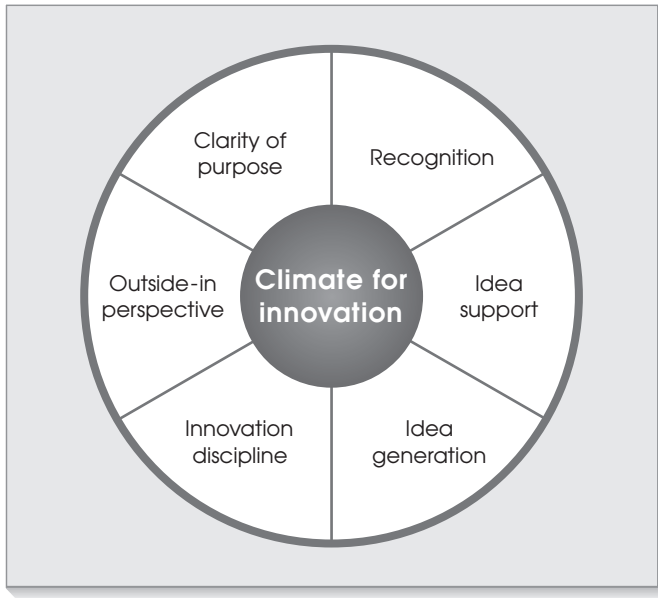 Clarity of
purpose
Recognition
Outside-in
perspective
Climate for
innovation
Idea
support
Innovation
discipline
Idea
generation